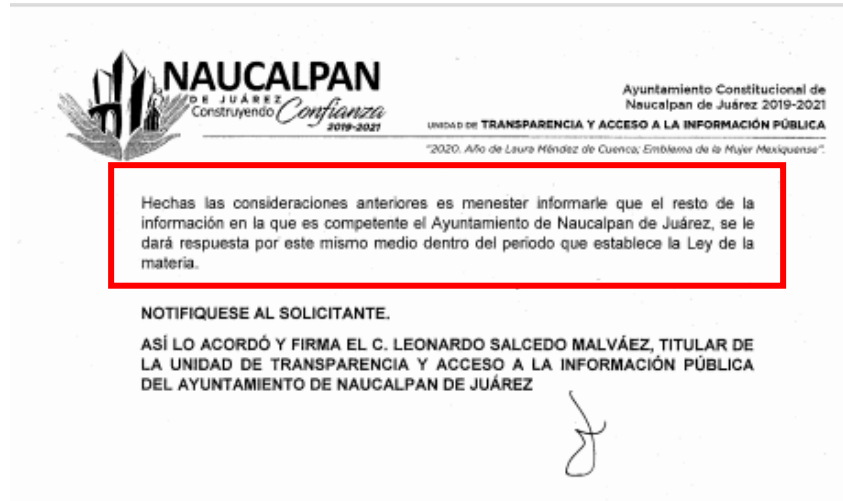 NAUCALPAN
DE JUÁREZ
Construyendo Confianza
2019-2021
Ayuntamiento Constitucional de
Naucalpan de Juárez 2019-2021
UNIDAD DE TRANSPARENCIA Y ACCESO A LA INFORMACIÓN PÚBLICA
"2020. Año de Laura Méndez de Cuenca; Emblema de la Mujer Mexiquense".
Hechas las consideraciones anteriores es menester informarle que el resto de la
información en la que es competente el Ayuntamiento de Naucalpan de Juárez, se le
dará respuesta por este mismo medio dentro del periodo que establece la Ley de la
materia.
NOTIFIQUESE AL SOLICITANTE.
ASÍ LO ACORDÓ Y FIRMA EL C. LEONARDO SALCEDO MALVÁEZ, TITULAR DE
LA UNIDAD DE TRANSPARENCIA Y ACCESO A LA INFORMACIÓN PÚBLICA
DEL AYUNTAMIENTO DE NAUCALPAN DE JUÁREZ